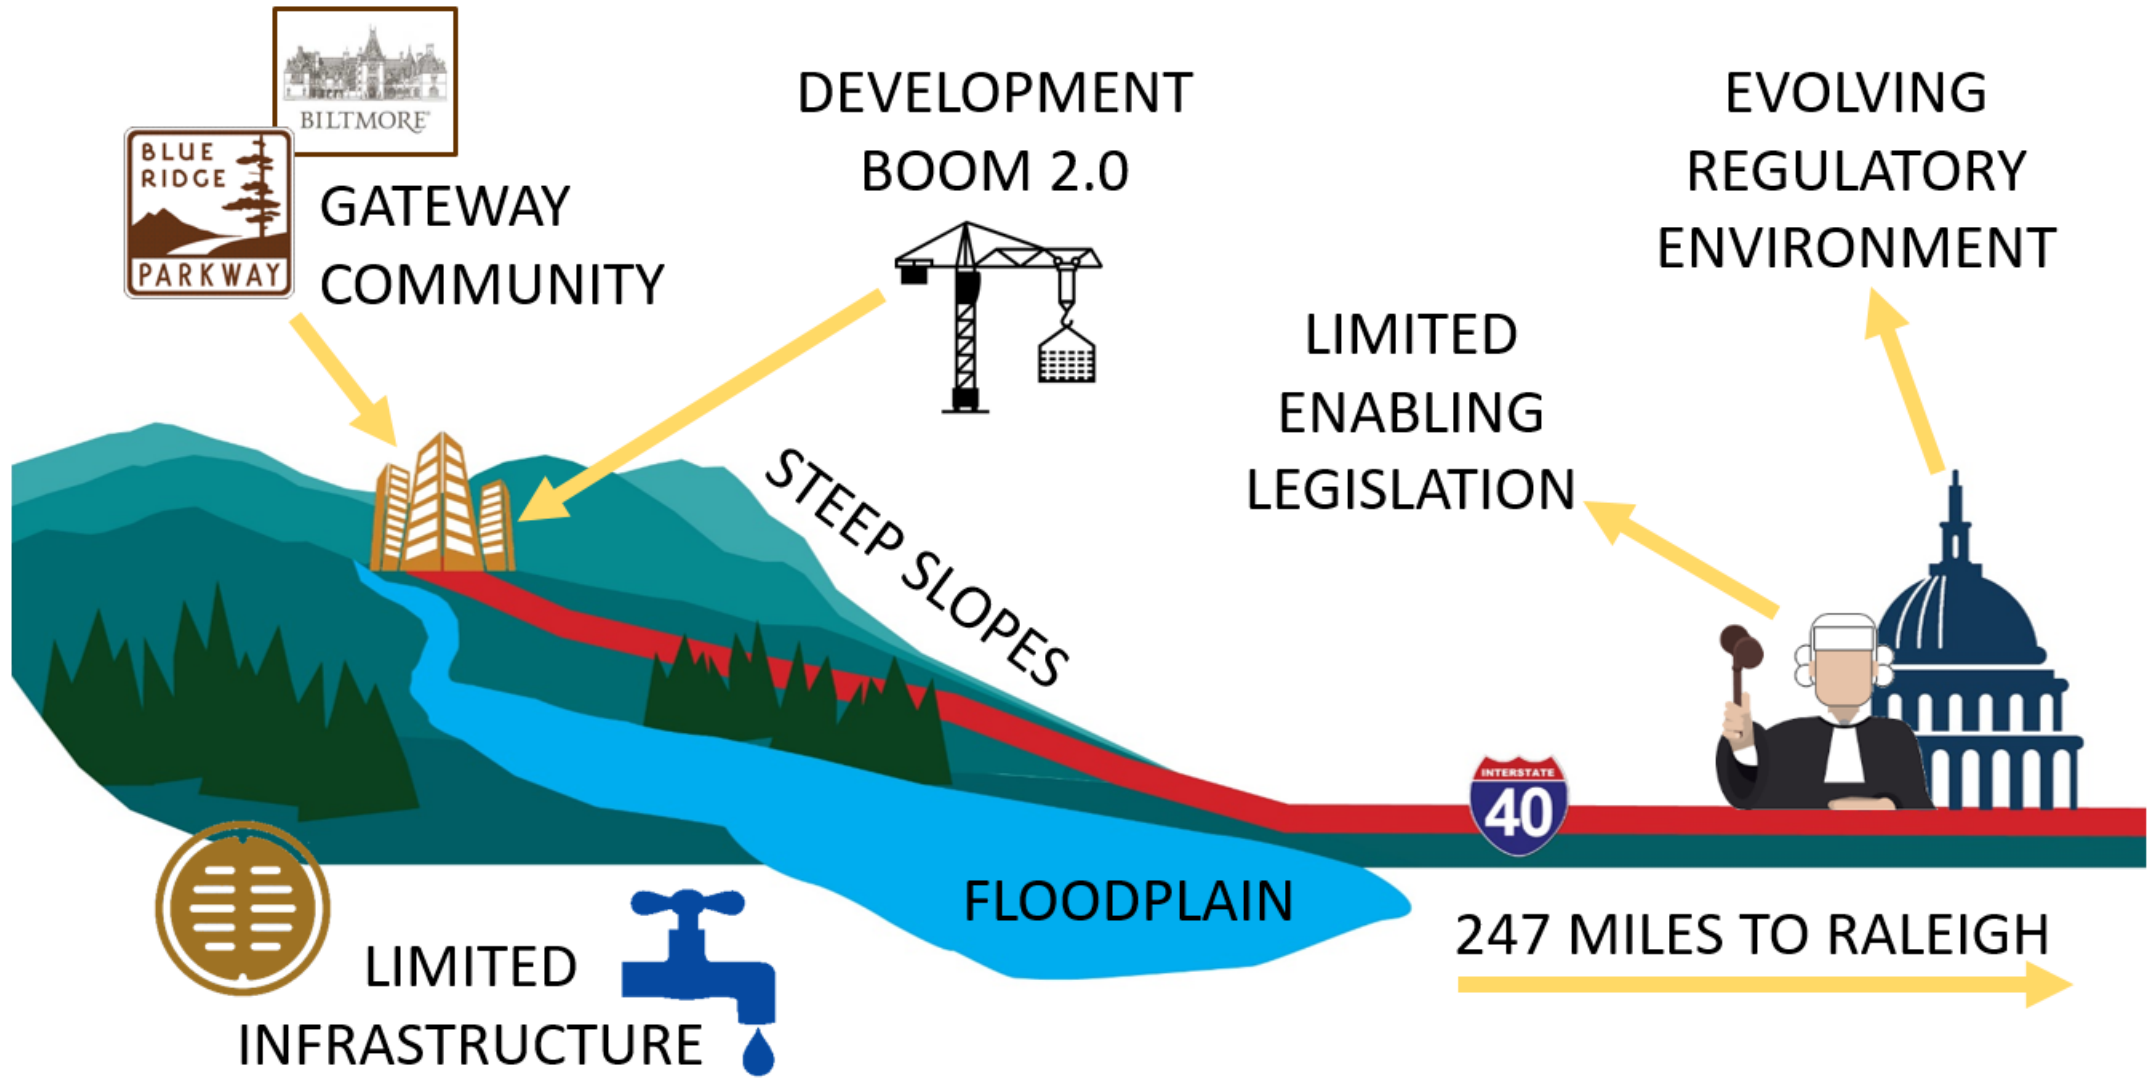 BILTMORE
BLUE
RIDGE
PARKWAY
GATEWAY
COMMUNITY
DEVELOPMENT
BOOM 2.0
EVOLVING
REGULATORY
ENVIRONMENT
LIMITED
ENABLING
LEGISLATION
STEEP SLOPES
INTERSTATE
40
FLOODPLAIN
247 MILES TO RALEIGH
LIMITED
INFRASTRUCTURE